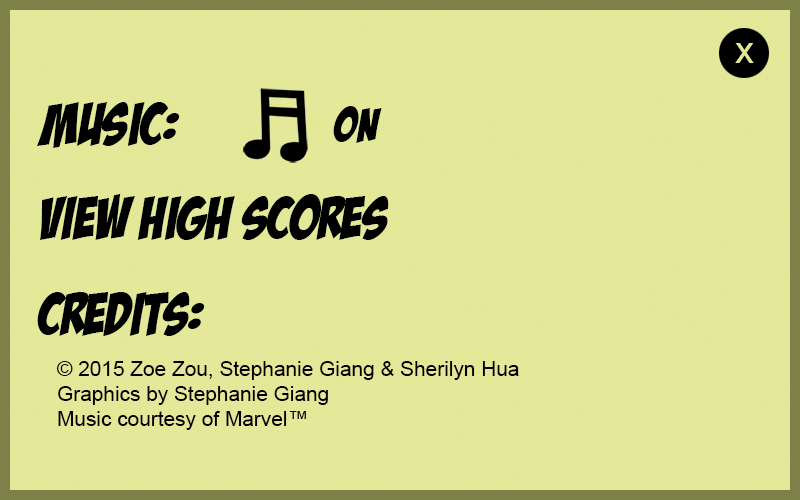 X
MUSIC: ON
VIEW HIGH SCORES
CREDITS:
© 2015 Zoe Zou, Stephanie Giang & Sherilyn Hua
Graphics by Stephanie Giang
Music courtesy of Marvel™